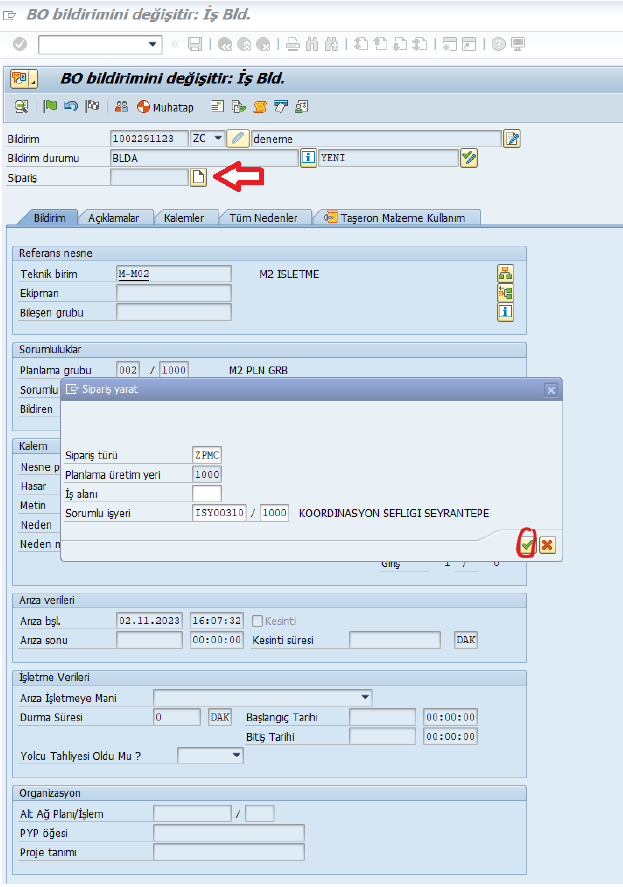 BO bildirimini değişitir: İş Bld.
BO bildirimini değişitir: İş Bld.
Muhatap
Bildirim 1002291123 ZC deneme
Bildirim durumu BLDA YENI
Sipariş
Bildirim Açıklamalar Kalemler Tüm Nedenler Taşeron Malzeme Kullanım
Referans nesne
Teknik birim M-M02 M2 ISLETME
Ekipman
Bileşen grubu
Sorumluluklar
Planlama grubu 002 / 1000 M2 PLN GRB
Sorumlu
Bildiren
Sipariş yarat
Sipariş türü ZPMC
Planlama üretim yeri 1000
İş alanı
Sorumlu işyeri ISY00310 / 1000 KOORDINASYON SEFLIGI SEYRANTEPE
Kalem
Nesne p
Hasar
Metin
Neden
Neden m
Giriş 1 / 0
Arıza verileri
Arıza bşl. 02.11.2023 16:07:32 Kesinti
Arıza sonu 00:00:00 Kesinti süresi DAK
İşletme Verileri
Arıza İşletmeye Mani
Durma Süresi 0 DAK Başlangıç Tarihi 00:00:00
Bitiş Tarihi 00:00:00
Yolcu Tahliyesi Oldu Mu ?
Organizasyon
Alt Ağ Planı/İşlem /
PYP öğesi
Proje tanımı